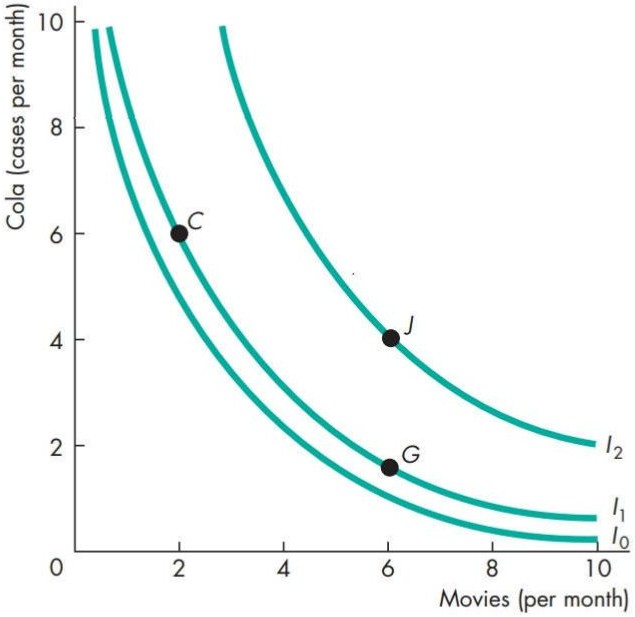 Cola (cases per month)
10
8
6
4
2
0
C
J
G
I2
I1
I0
2
4
6
8
10
Movies (per month)